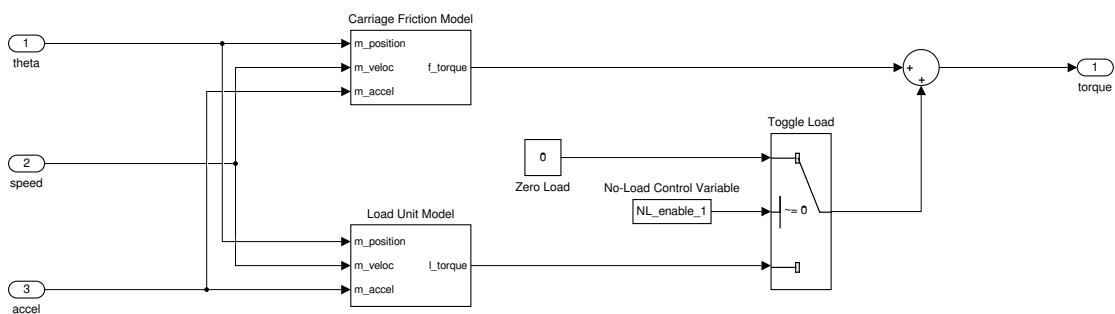 Carriage Friction Model
1
theta
m_position
m_veloc
m_accel
f_torque
+
+
1
torque
Toggle Load
2
speed
0
Zero Load
No-Load Control Variable
NL_enable_1
~= 0
Load Unit Model
m_position
m_veloc
m_accel
l_torque
3
accel